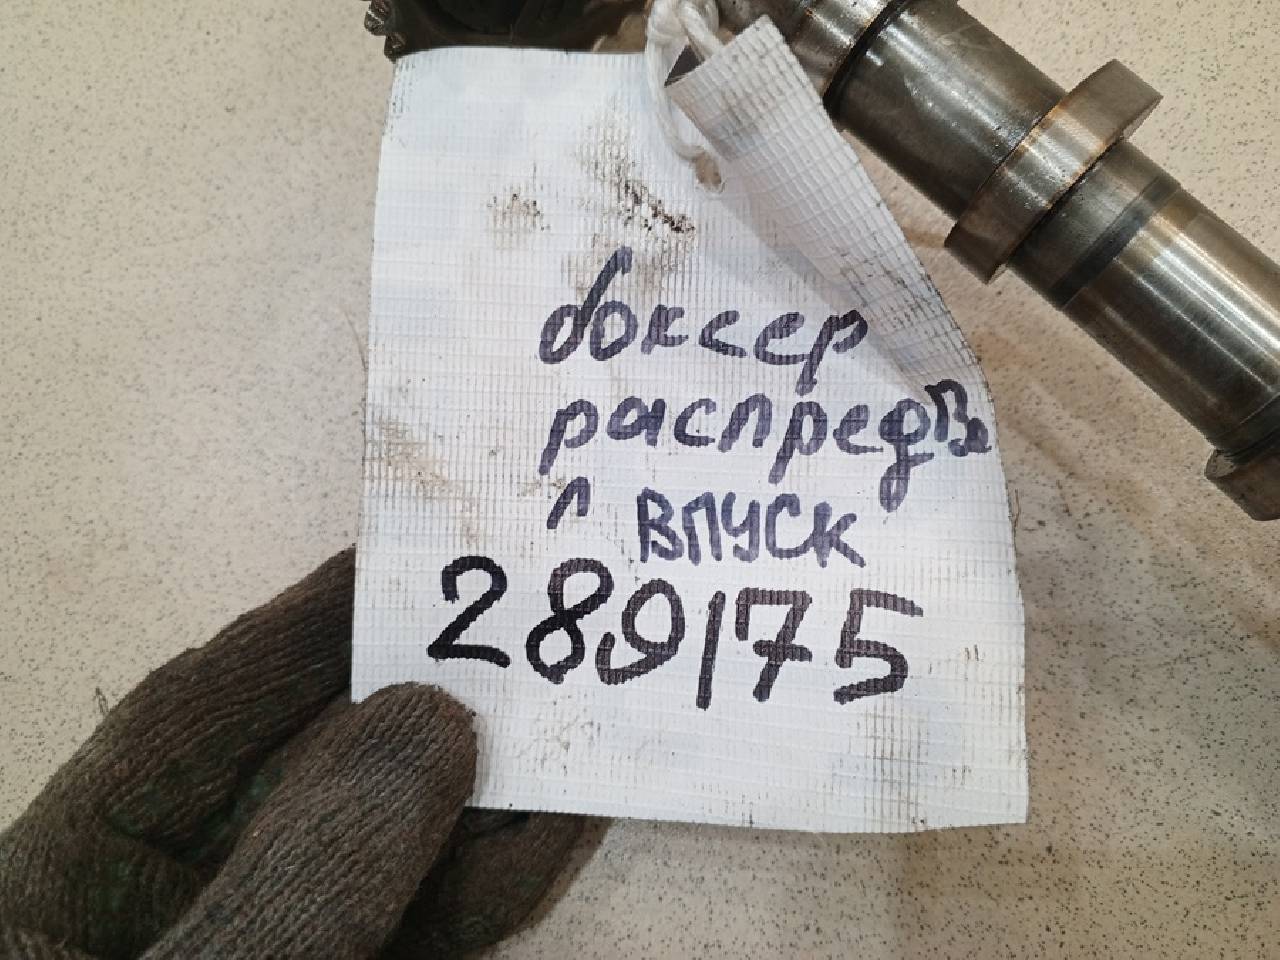 боксер
распредв
л впуск
289175